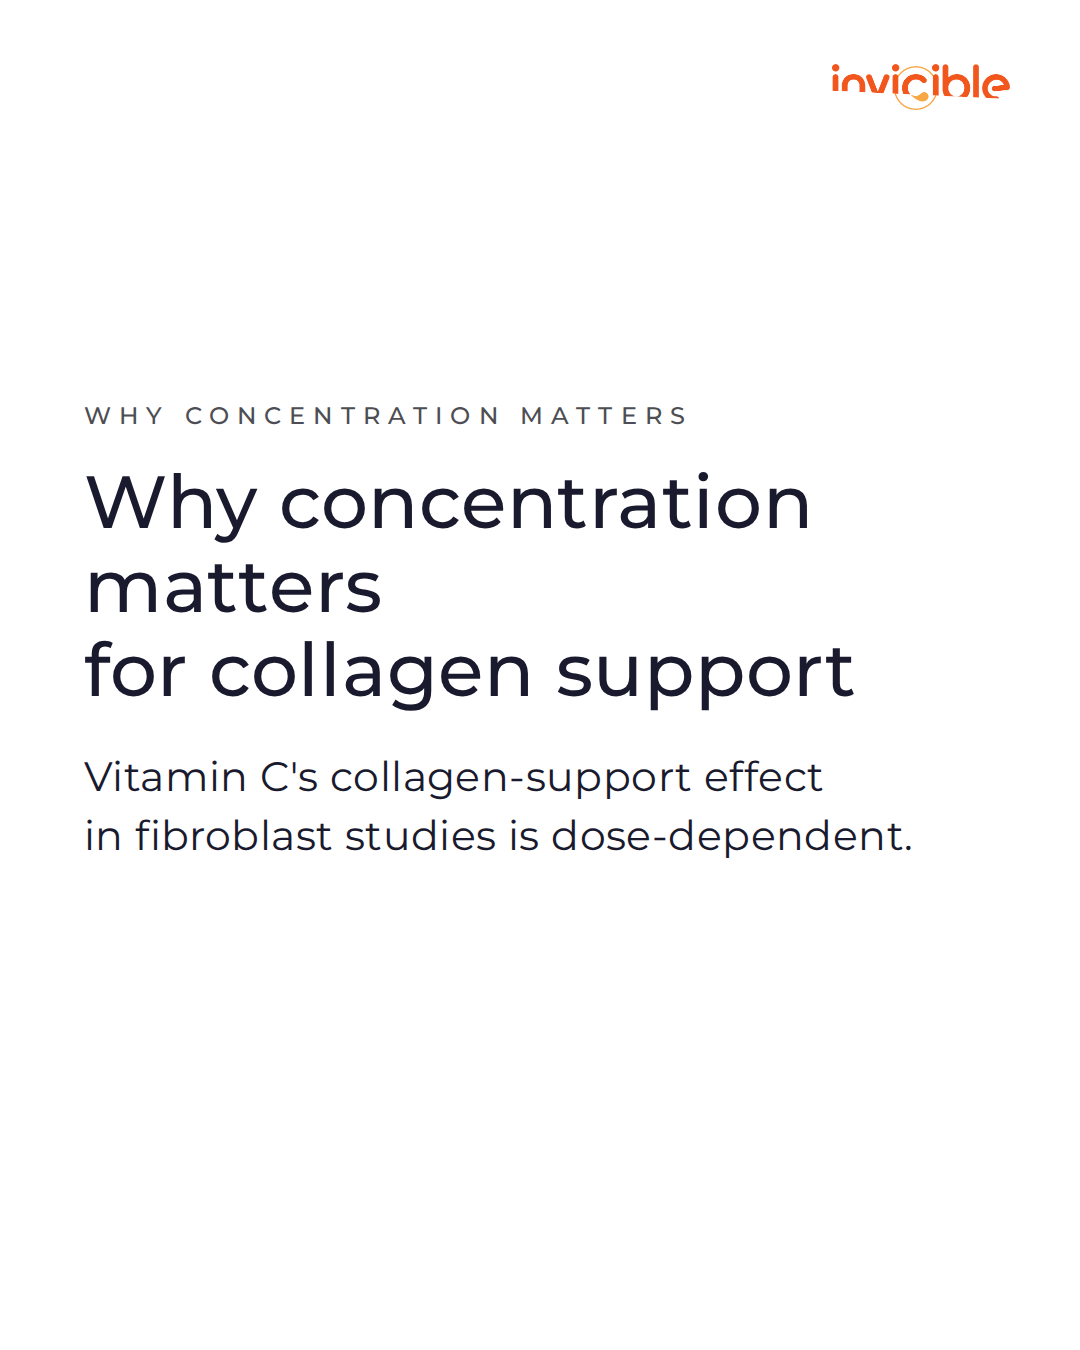 invicible
WHY CONCENTRATION MATTERS
Why concentration
matters
for collagen support
Vitamin C's collagen-support effect
in fibroblast studies is dose-dependent.